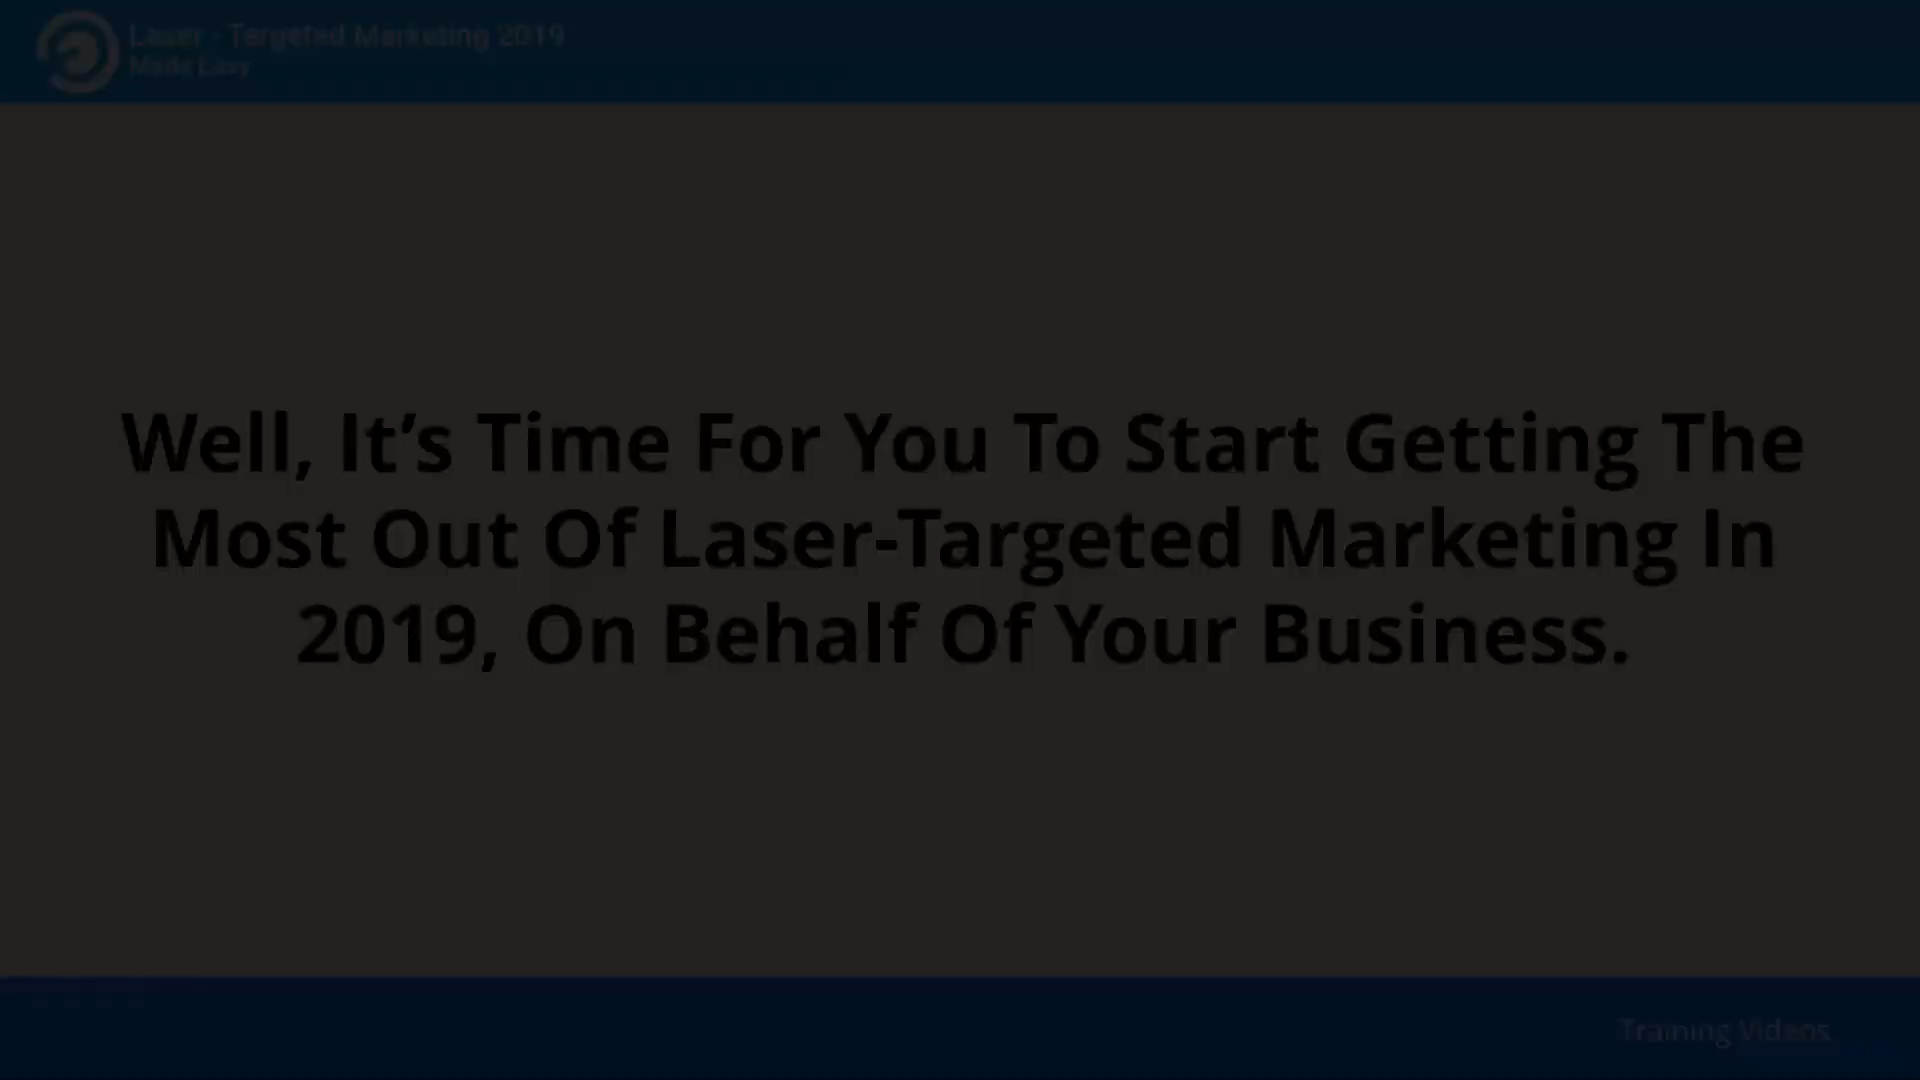 Laser - Targeted Marketing 2019
Made Easy
Well, It’s Time For You To Start Getting The
Most Out Of Laser-Targeted Marketing In
2019, On Behalf Of Your Business.
Training Videos